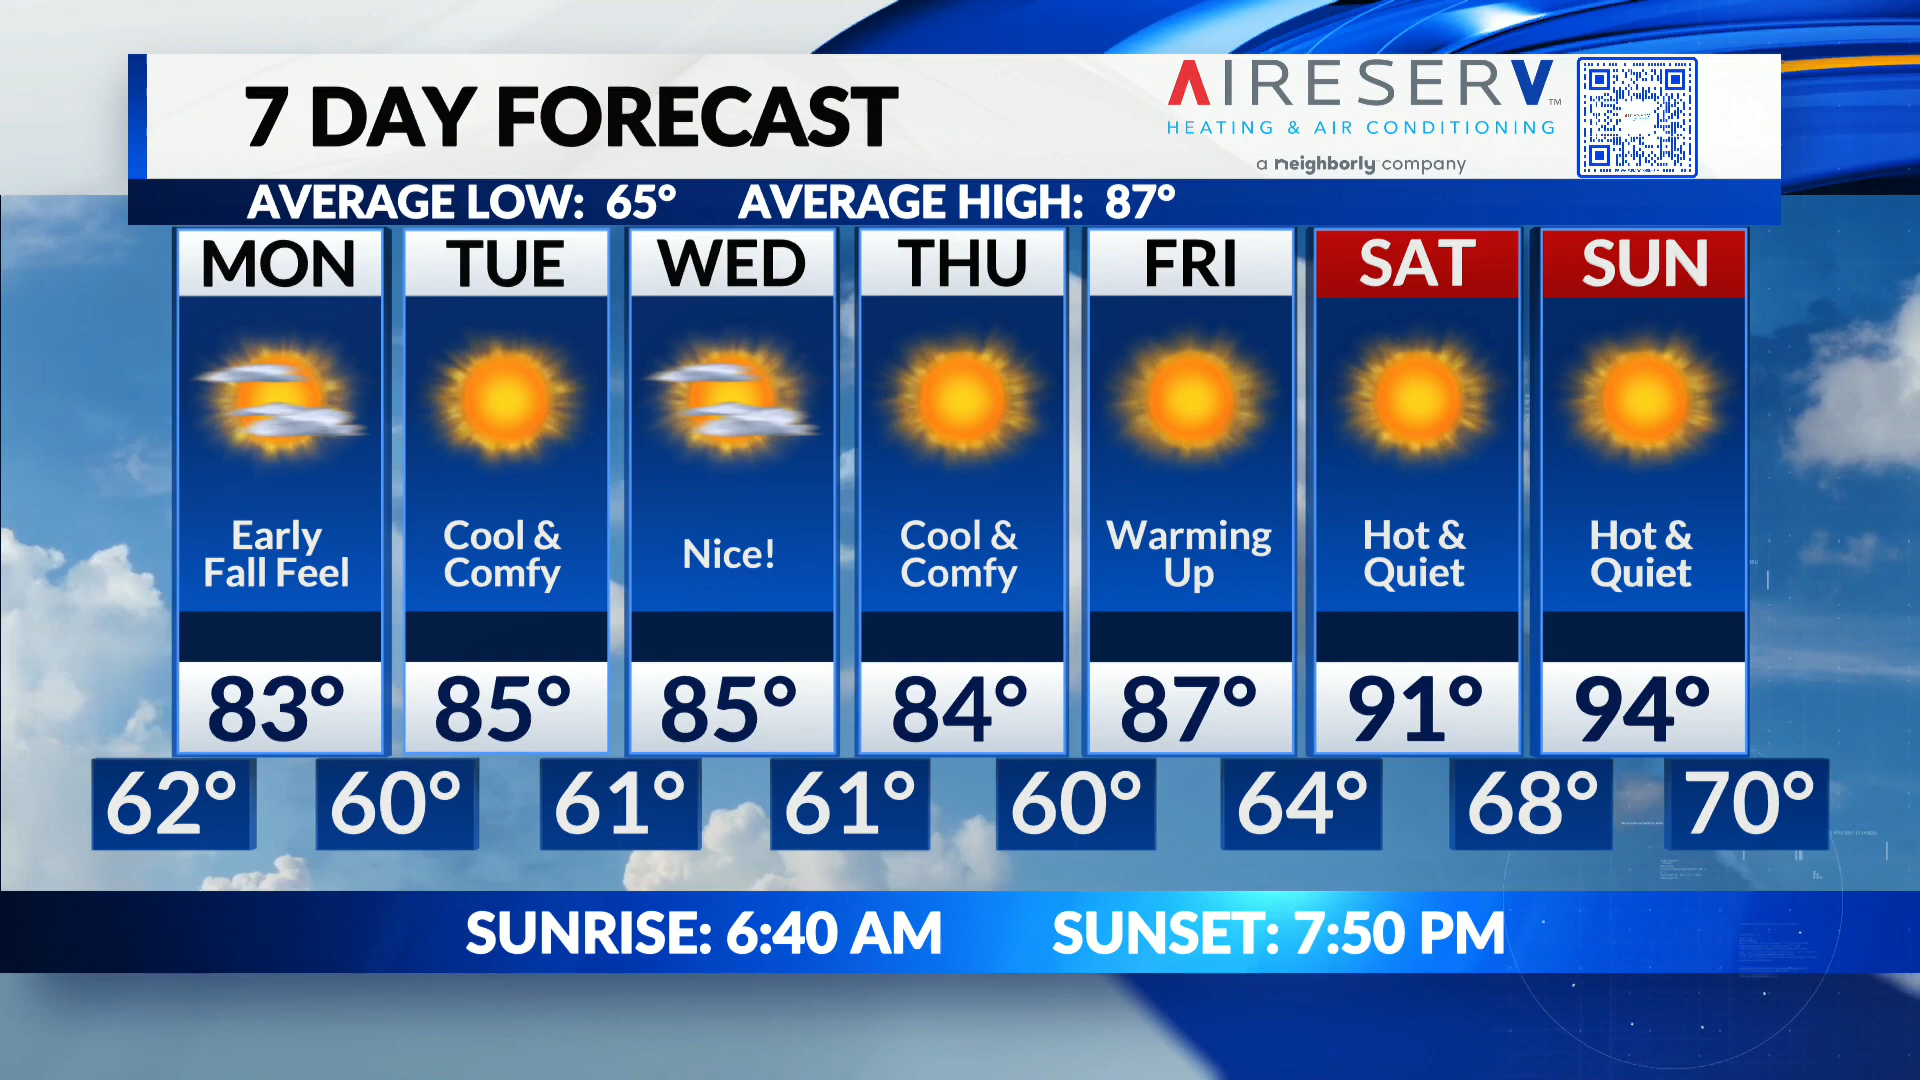 7 DAY FORECAST
AIRESERV™
HEATING & AIR CONDITIONING
a neighborly company
AVERAGE LOW: 65° AVERAGE HIGH: 87°
MON TUE WED THU FRI SAT SUN
Early
Fall Feel
Cool &
Comfy
Nice!
Cool &
Comfy
Warming
Up
Hot &
Quiet
Hot &
Quiet
83° 85° 85° 84° 87° 91° 94°
62° 60° 61° 61° 60° 64° 68° 70°
SUNRISE: 6:40 AM SUNSET: 7:50 PM